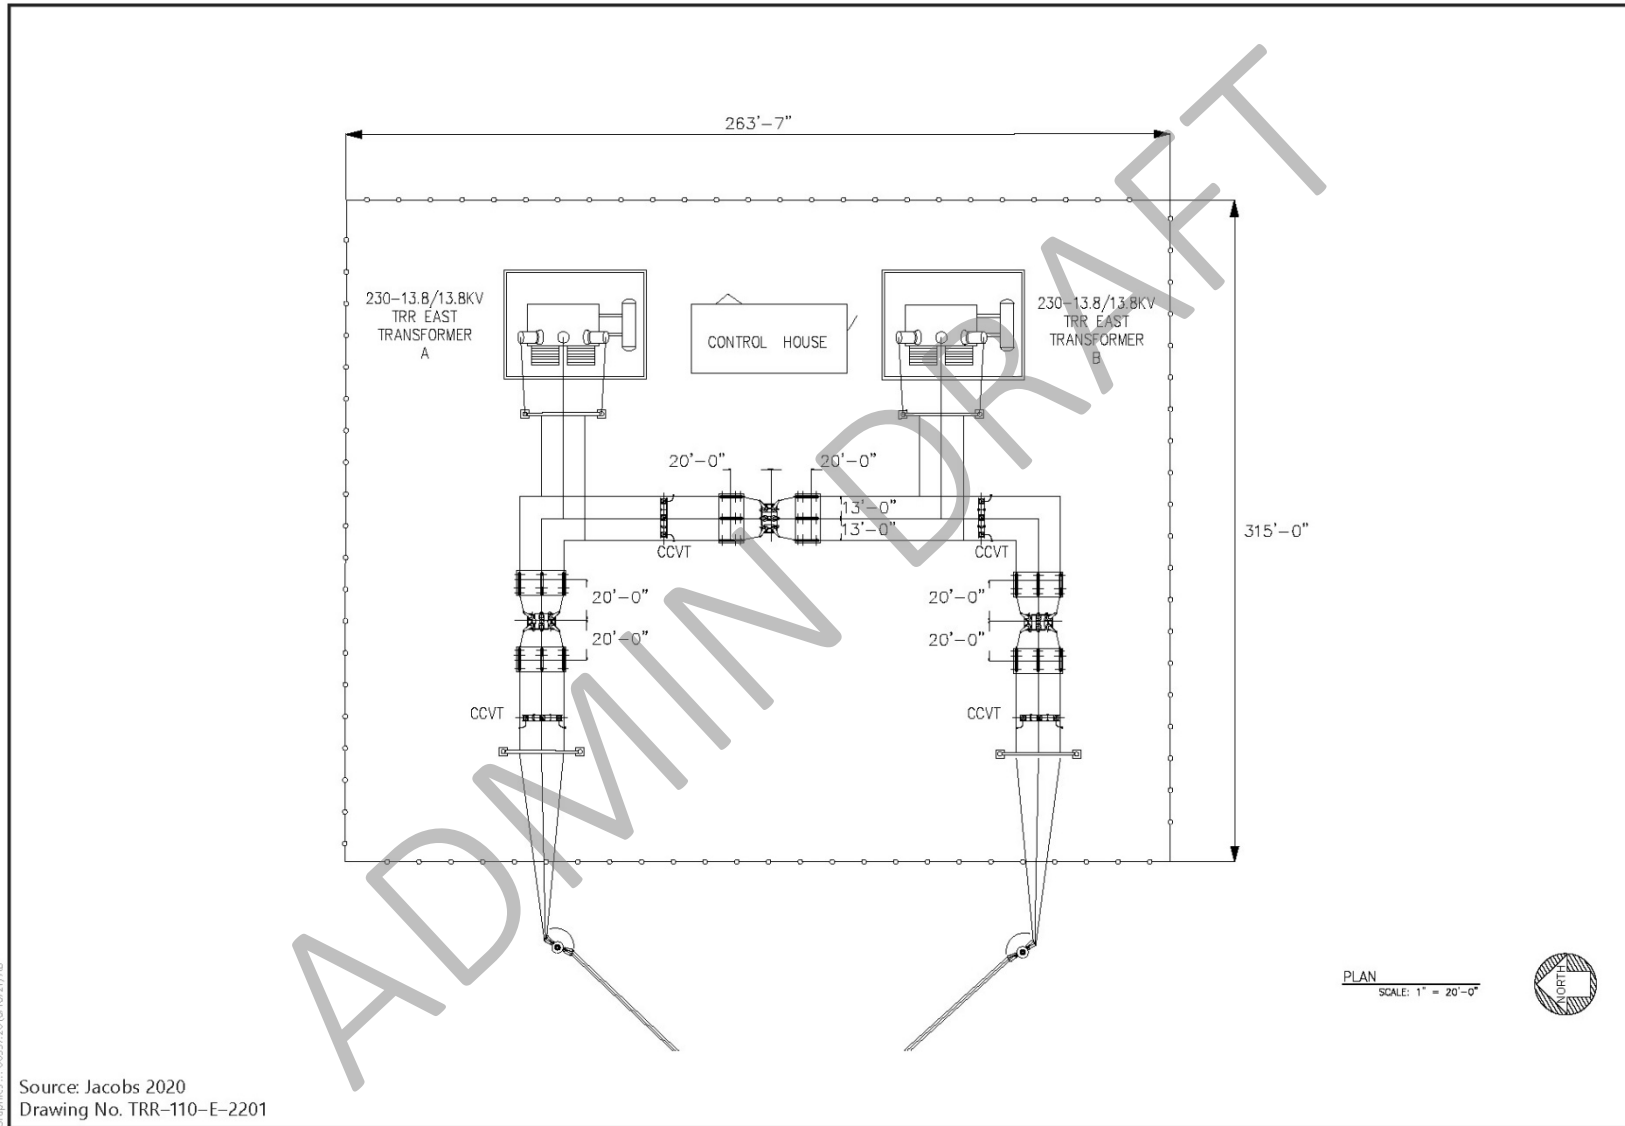 263'-7"
230-13.8/13.8KV
TRR EAST
TRANSFORMER
A
CONTROL HOUSE
230-13.8/13.8KV
TRR EAST
TRANSFORMER
B
20'-0"
20'-0"
13'-0"
13'-0"
315'-0"
CCVT
CCVT
20'-0"
20'-0"
20'-0"
20'-0"
CCVT
CCVT
ADMIN DRAFT
PLAN
SCALE: 1" = 20'-0"
NORTH
Source: Jacobs 2020
Drawing No. TRR-110-E-2201